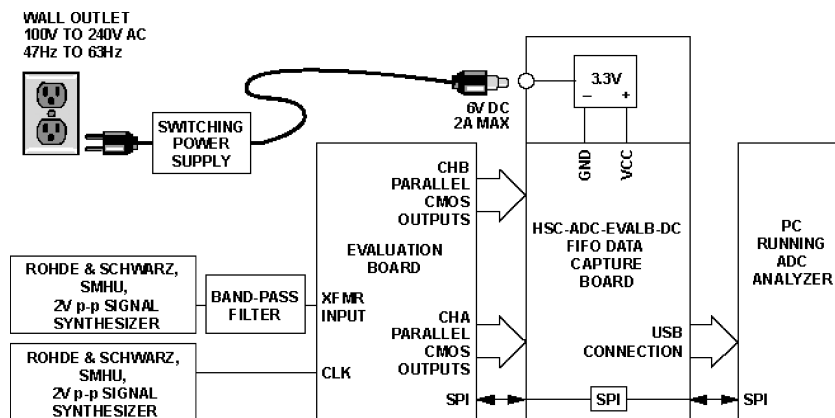 WALL OUTLET
100V TO 240V AC
47Hz TO 63Hz
SWITCHING
POWER
SUPPLY
6V DC
2A MAX
3.3V
– +
GND
VCC
CHB
PARALLEL
CMOS
OUTPUTS
EVALUATION
BOARD
HSC-ADC-EVALB-DC
FIFO DATA
CAPTURE
BOARD
PC
RUNNING
ADC
ANALYZER
ROHDE & SCHWARZ,
SMHU,
2V p-p SIGNAL
SYNTHESIZER
BAND-PASS
FILTER
XFMR
INPUT
CHA
PARALLEL
CMOS
OUTPUTS
USB
CONNECTION
ROHDE & SCHWARZ,
SMHU,
2V p-p SIGNAL
SYNTHESIZER
CLK
SPI
SPI
SPI